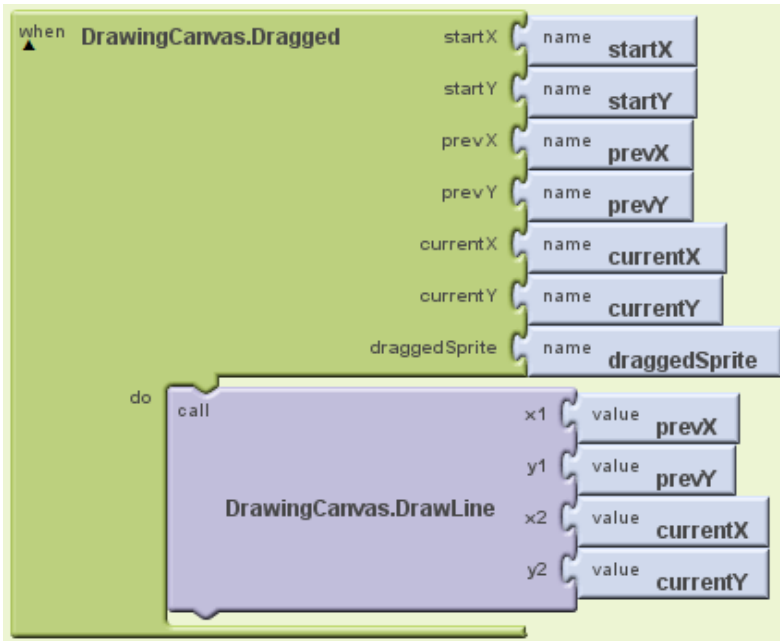 when DrawingCanvas.Dragged startX name startX
startY name startY
prevX name prevX
prevY name prevY
currentX name currentX
currentY name currentY
draggedSprite name draggedSprite
do call x1 value prevX
y1 value prevY
DrawingCanvas.DrawLine x2 value currentX
y2 value currentY